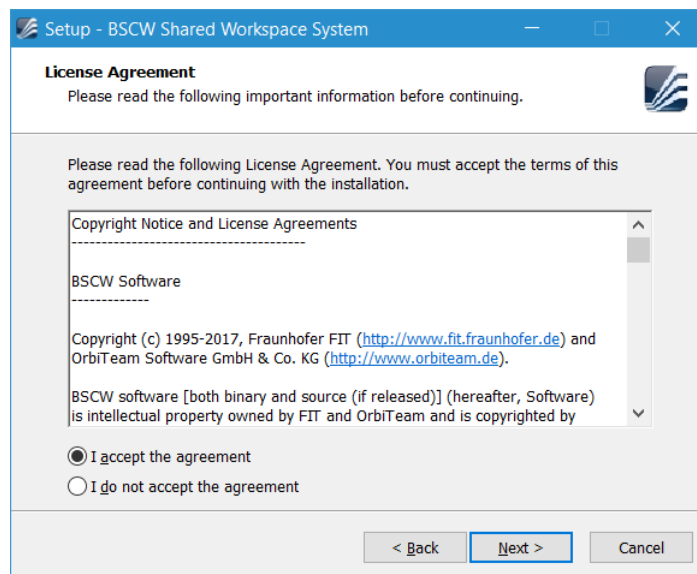 Setup - BSCW Shared Workspace System
License Agreement
Please read the following important information before continuing.
Please read the following License Agreement. You must accept the terms of this
agreement before continuing with the installation.
Copyright Notice and License Agreements
---------------------------------------
BSCW Software
-------------
Copyright (c) 1995-2017, Fraunhofer FIT (http://www.fit.fraunhofer.de) and
OrbiTeam Software GmbH & Co. KG (http://www.orbiteam.de).
BSCW software [both binary and source (if released)] (hereafter, Software)
is intellectual property owned by FIT and OrbiTeam and is copyrighted by
I accept the agreement
I do not accept the agreement
< Back Next > Cancel